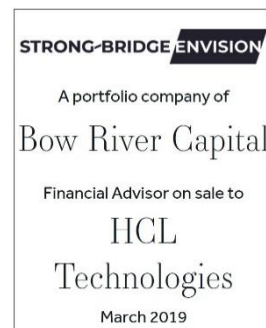 STRONG-BRIDGE ENVISION
A portfolio company of
Bow River Capital
Financial Advisor on sale to
HCL
Technologies
March 2019